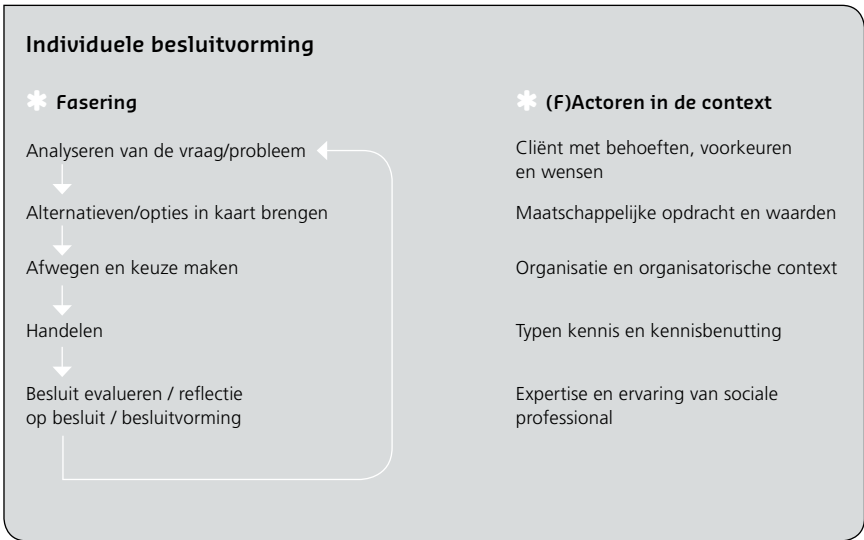 Individuele besluitvorming
Fasering
Analyseren van de vraag/probleem
Alternatieven/opties in kaart brengen
Afwegen en keuze maken
Handelen
Besluit evalueren / reflectie
op besluit / besluitvorming
(F)Actoren in de context
Cliënt met behoeften, voorkeuren
en wensen
Maatschappelijke opdracht en waarden
Organisatie en organisatorische context
Typen kennis en kennisbenutting
Expertise en ervaring van sociale
professional